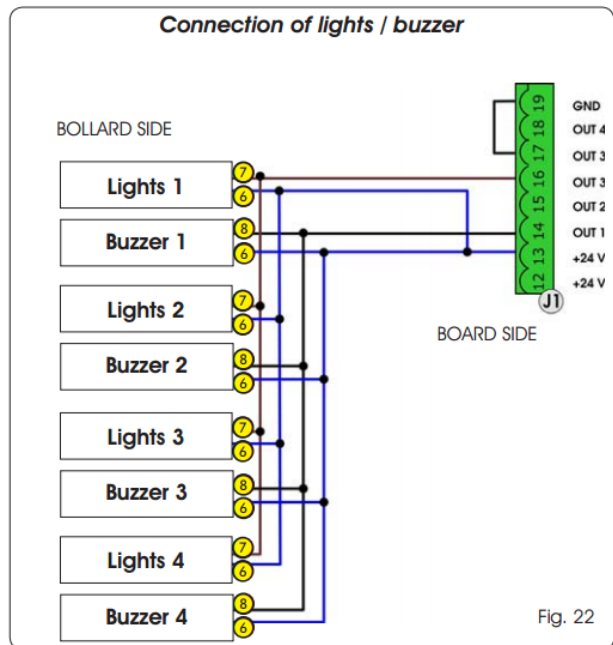 Connection of lights / buzzer
BOLLARD SIDE
Lights 1
7
6
Buzzer 1
8
6
Lights 2
7
6
Buzzer 2
8
6
Lights 3
7
6
Buzzer 3
8
6
Lights 4
7
6
Buzzer 4
8
6
19 GND
18 OUT 4
17 OUT 3
16 OUT 3
15 OUT 2
14 OUT 1
13 +24 V
12 +24 V
J1
BOARD SIDE
Fig. 22